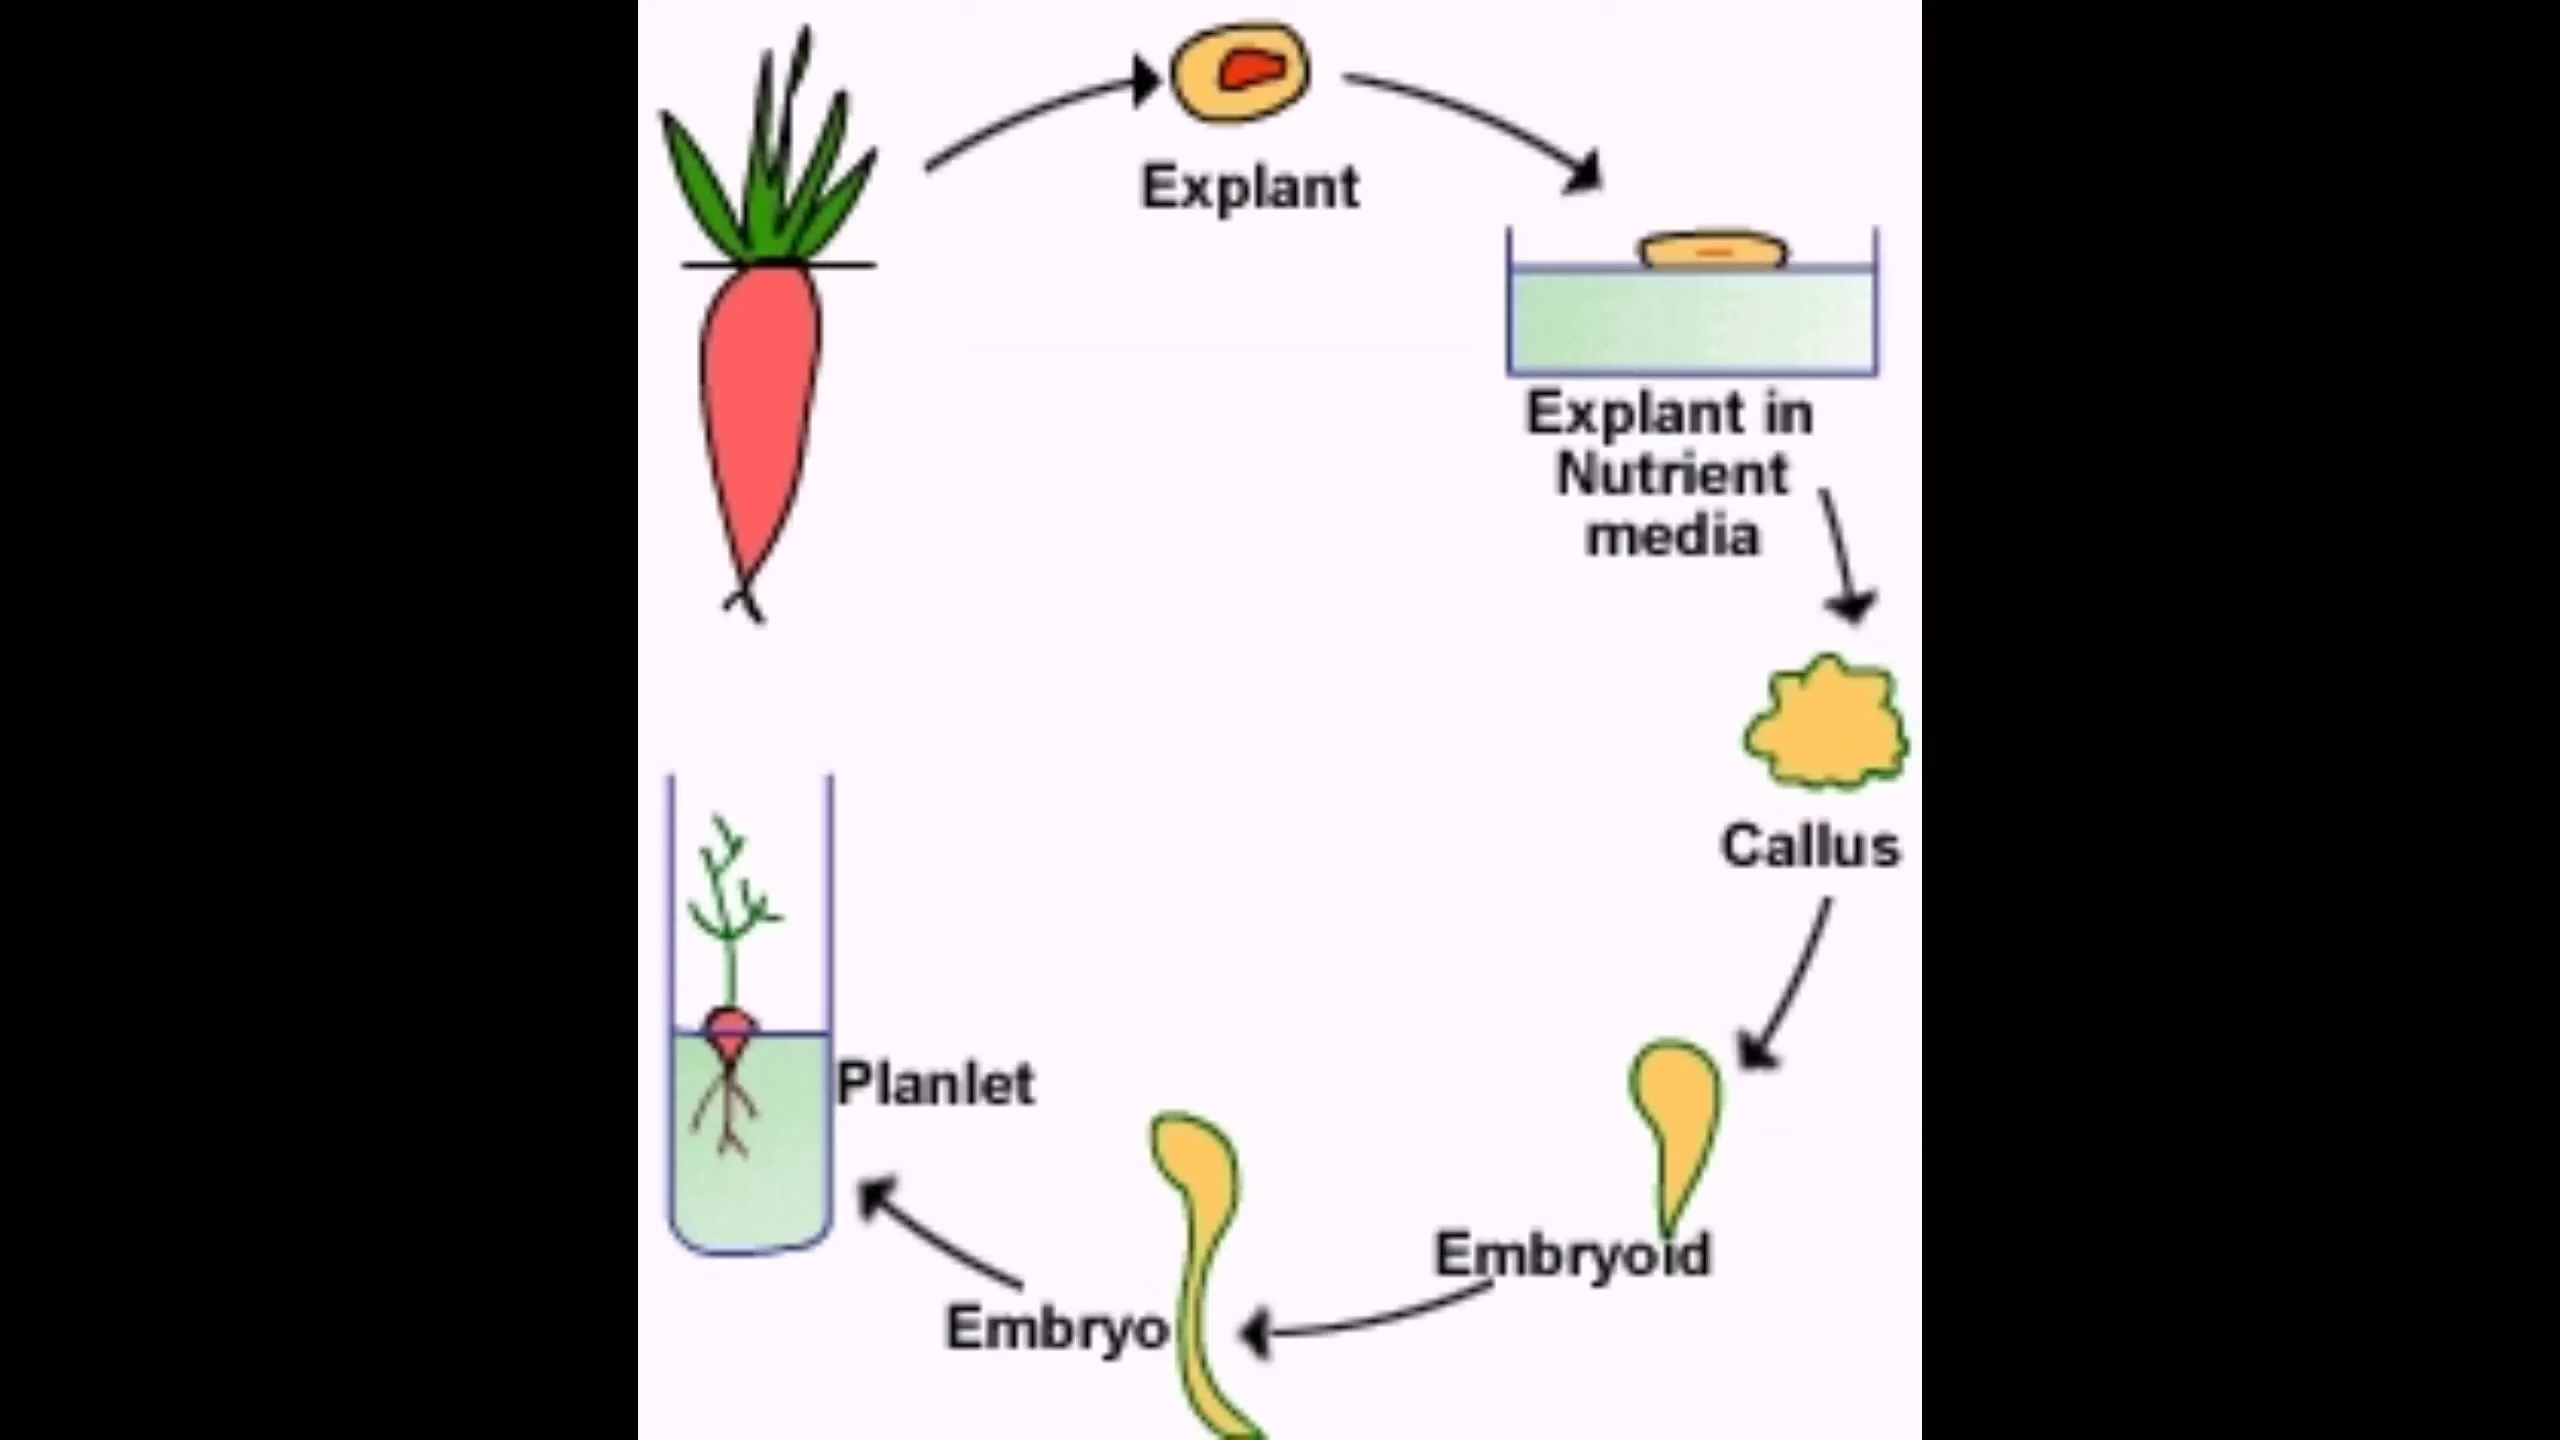 Explant
Explant in
Nutrient
media
Callus
Embryoid
Embryo
Planlet